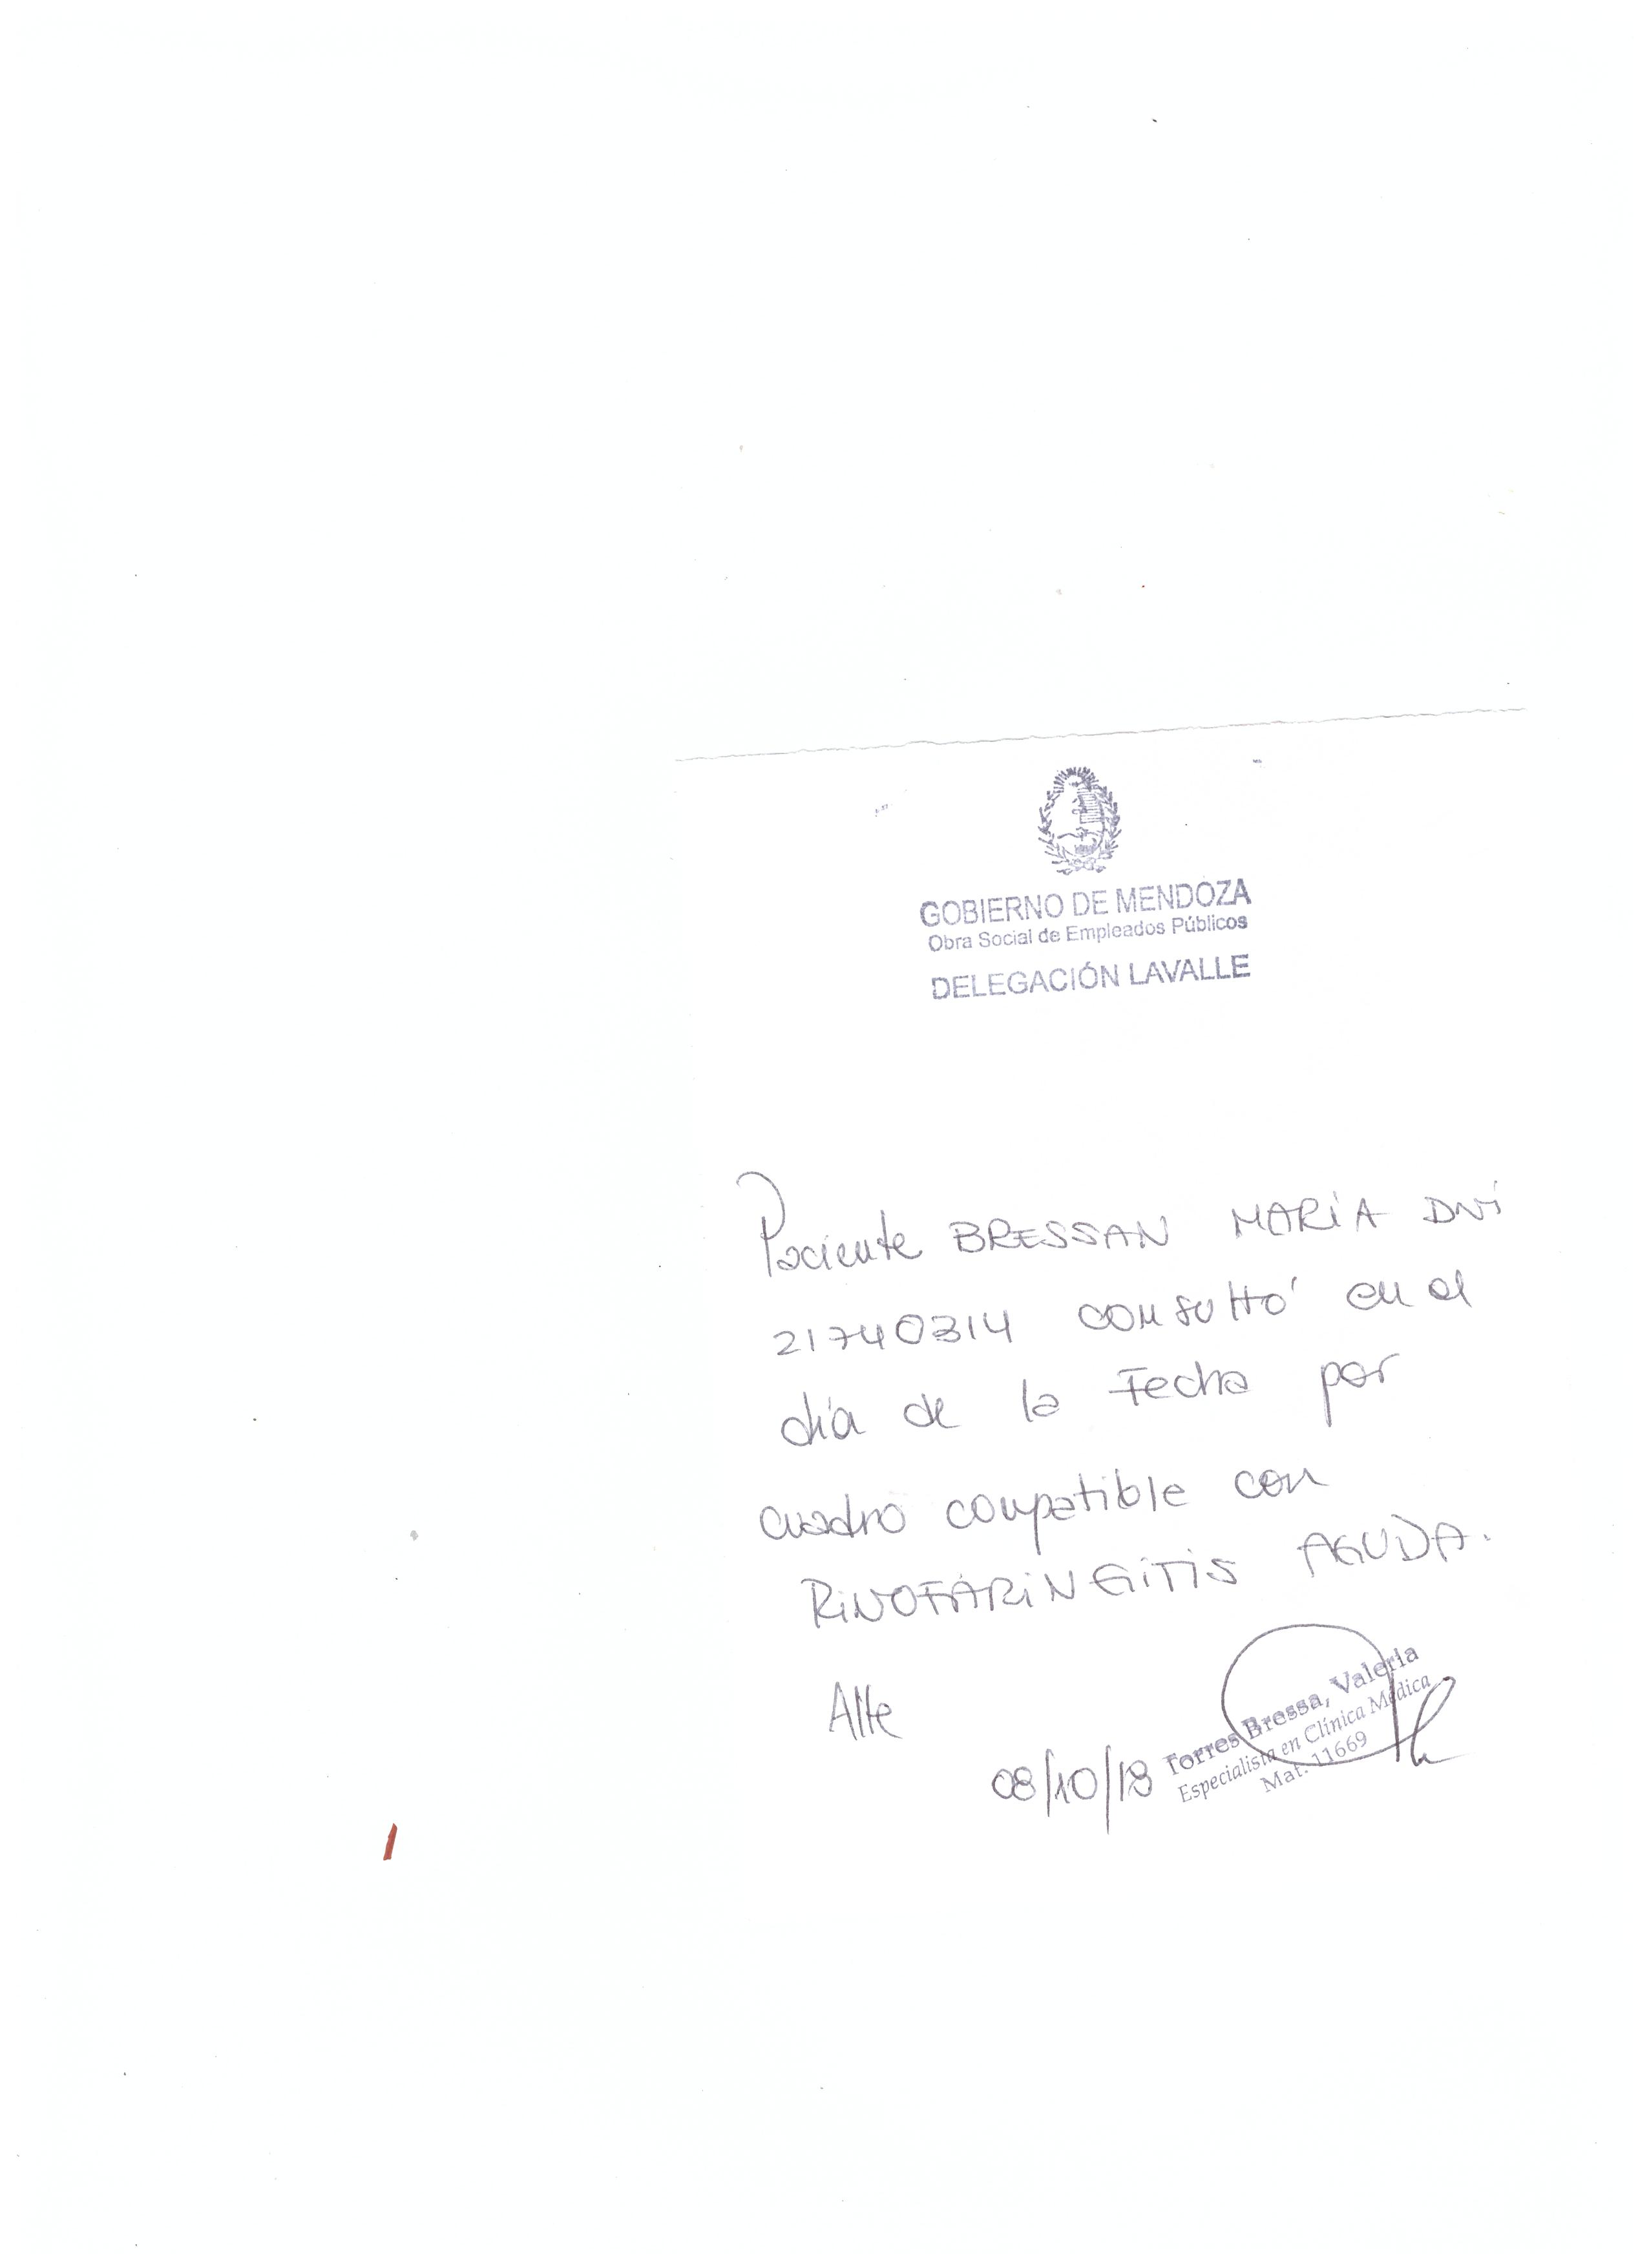 GOBIERNO DE MENDOZA
Obra Social de Empleados Públicos
DELEGACIÓN LAVALLE
Paciente BRESSAN MARIA DNi
21740314 consultó en el
día de la Fecha por
cuadro compatible con
RiNOFARiNGiTiS AGUDA.
Atte
08/10/18
Torres Bressa, Valeria
Especialista en Clínica Médica
Mat. 11669